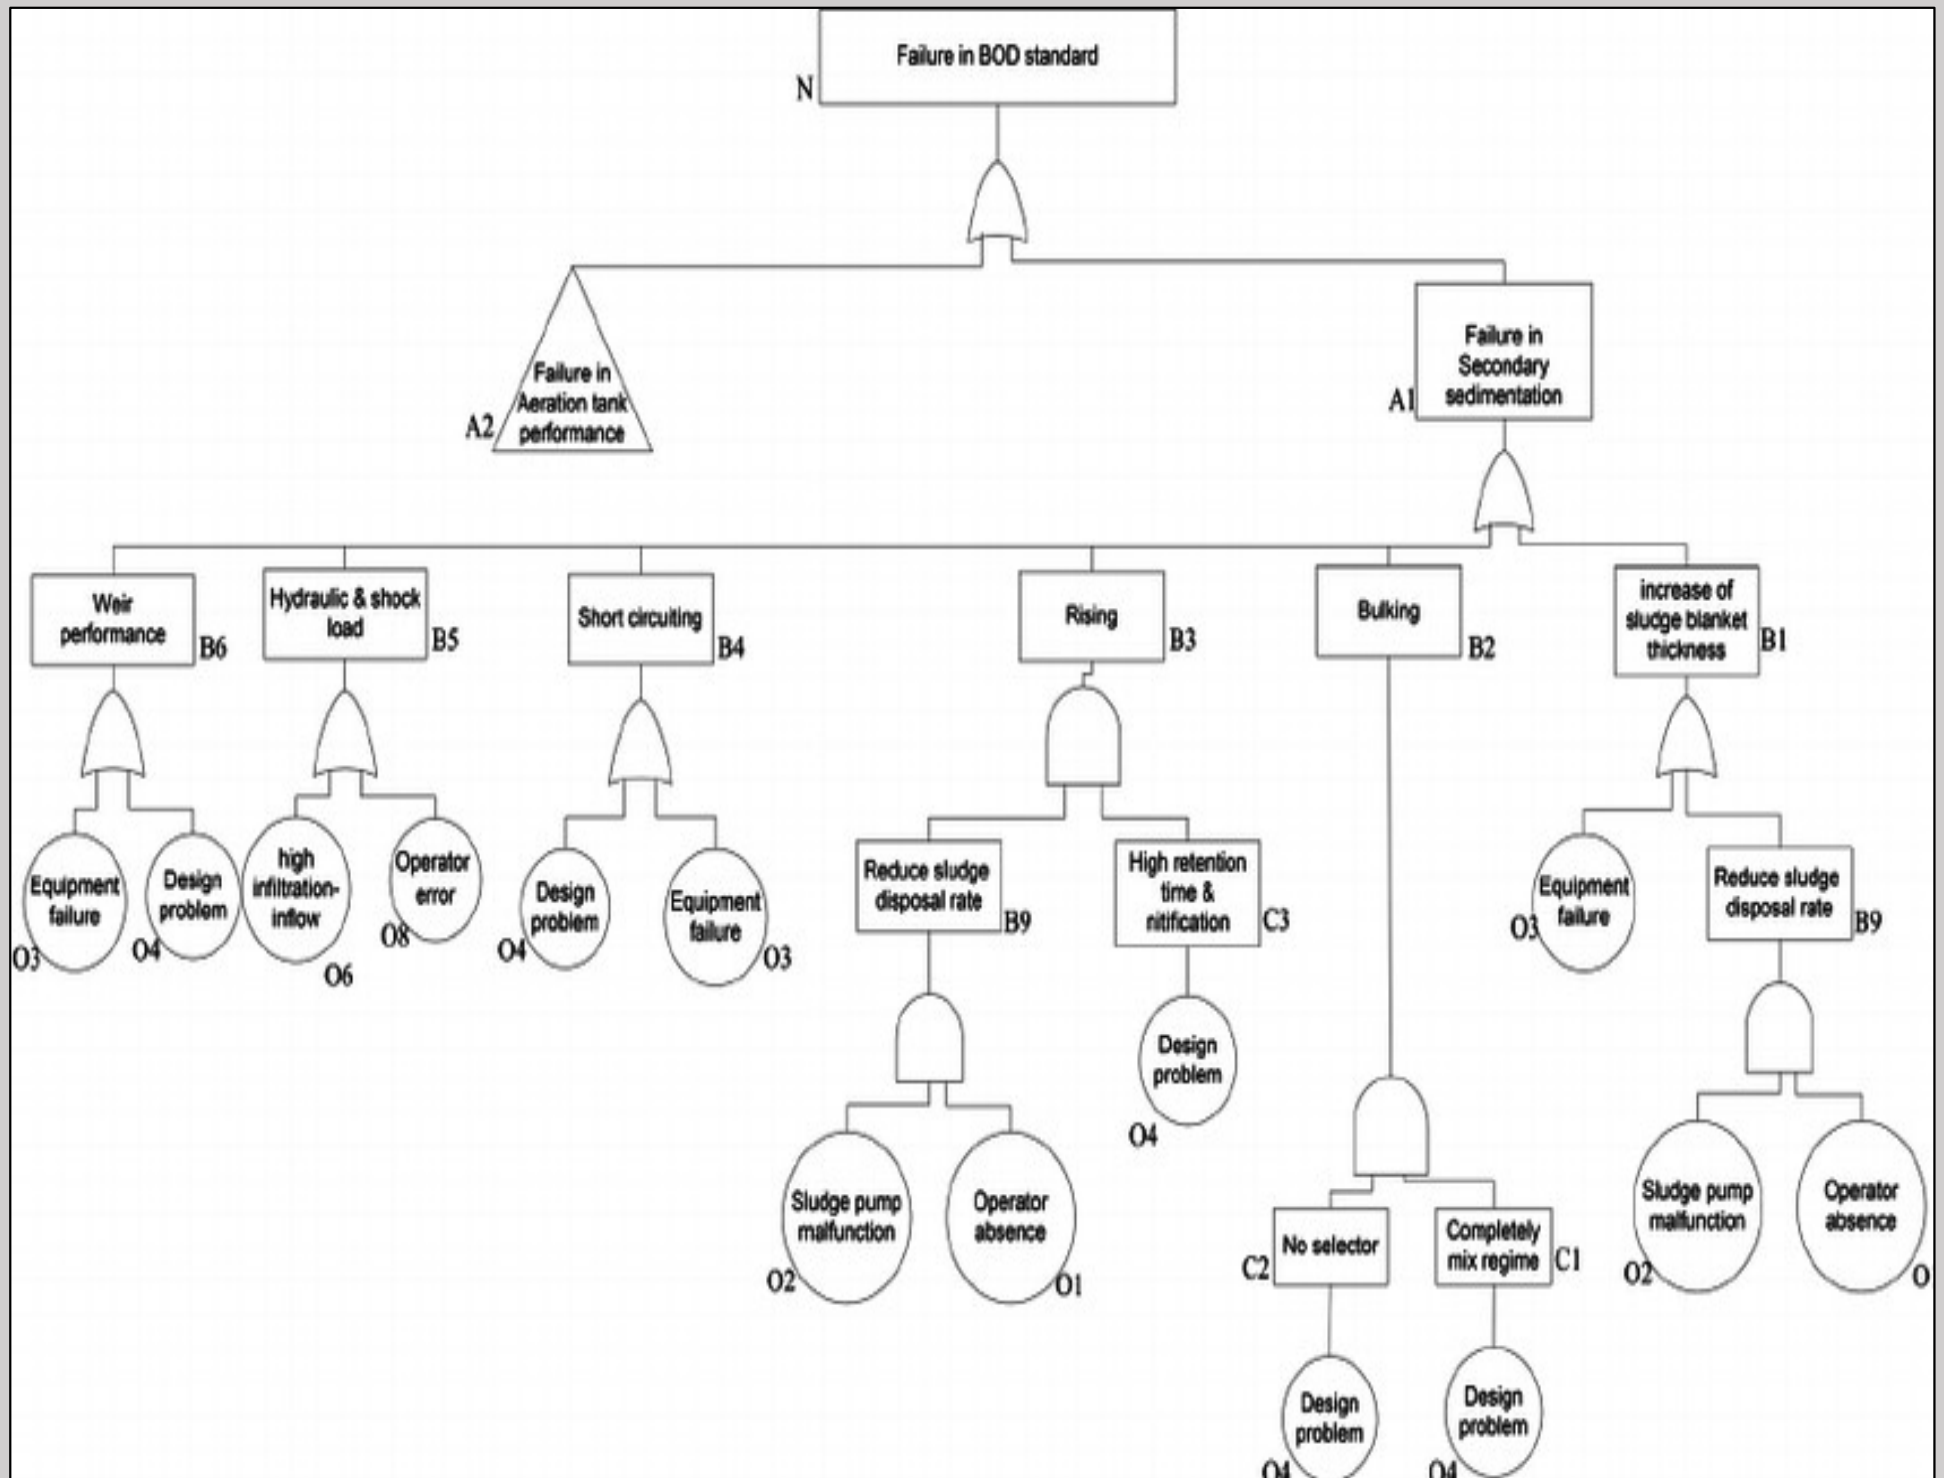 Failure in BOD standard
N
Failure in
Aeration tank
performance
A2
Failure in
Secondary
sedimentation
A1
Weir
performance
B6
Hydraulic & shock
load
B5
Short circuiting
B4
Rising
B3
Bulking
B2
increase of
sludge blanket
thickness
B1
Equipment
failure
O3
Design
problem
O4
high
infiltration-
inflow
O6
Operator
error
O8
Design
problem
O4
Equipment
failure
O3
Reduce sludge
disposal rate
B9
High retention
time &
nitification
C3
Equipment
failure
O3
Reduce sludge
disposal rate
B9
Design
problem
O4
Sludge pump
malfunction
O2
Operator
absence
O1
No selector
C2
Completely
mix regime
C1
Sludge pump
malfunction
O2
Operator
absence
O
Design
problem
O4
Design
problem
O4